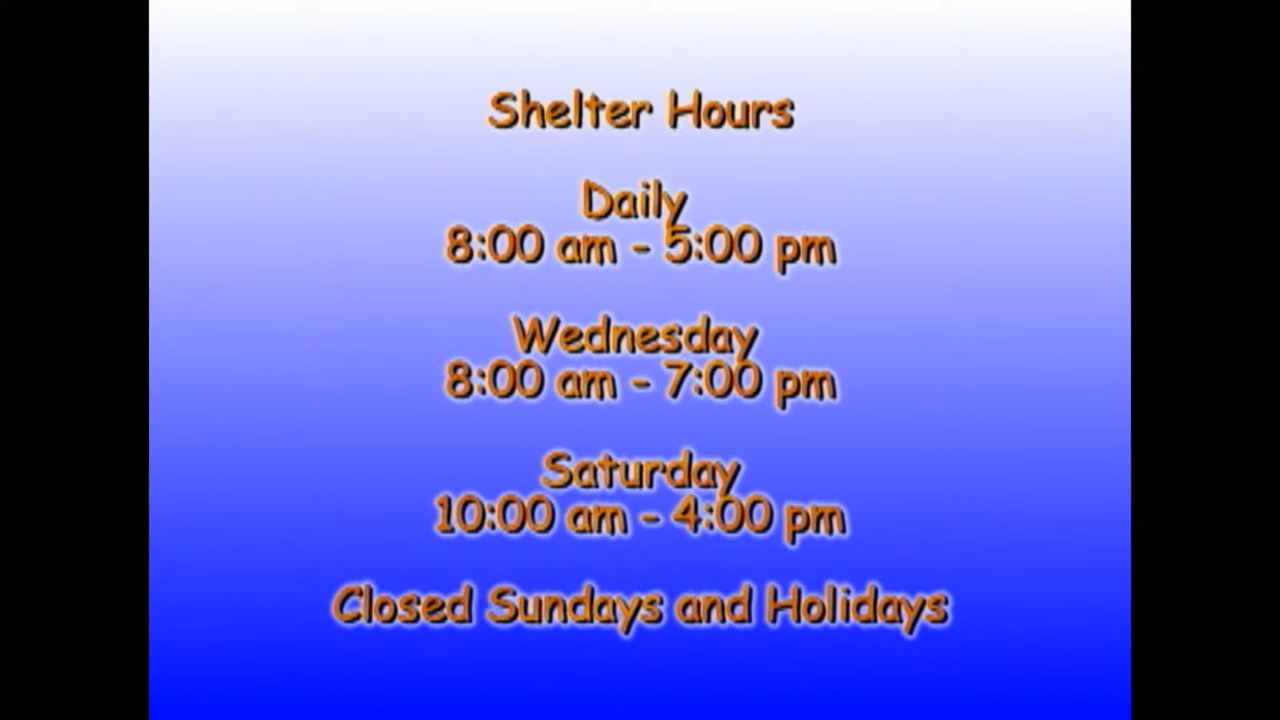 Shelter Hours
Daily
8:00 am - 5:00 pm
Wednesday
8:00 am - 7:00 pm
Saturday
10:00 am - 4:00 pm
Closed Sundays and Holidays